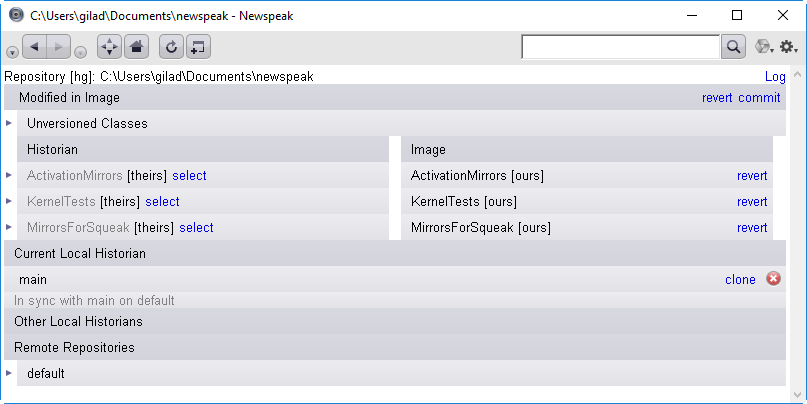 C:\Users\gilad\Documents\newspeak - Newspeak
Repository [hg]: C:\Users\gilad\Documents\newspeak Log
Modified in Image revert commit
Unversioned Classes
Historian Image
ActivationMirrors [theirs] select ActivationMirrors [ours] revert
KernelTests [theirs] select KernelTests [ours] revert
MirrorsForSqueak [theirs] select MirrorsForSqueak [ours] revert
Current Local Historian
main clone
In sync with main on default
Other Local Historians
Remote Repositories
default